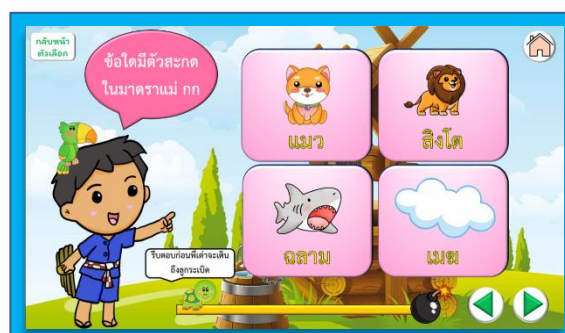 กลับหน้า
ตัวเลือก
ข้อใดมีตัวสะกด
ในมาตราแม่ กก
แมว
สิงโต
ฉลาม
เมฆ
รีบตอบก่อนพี่เต่าจะเดิน
ถึงลูกระเบิด